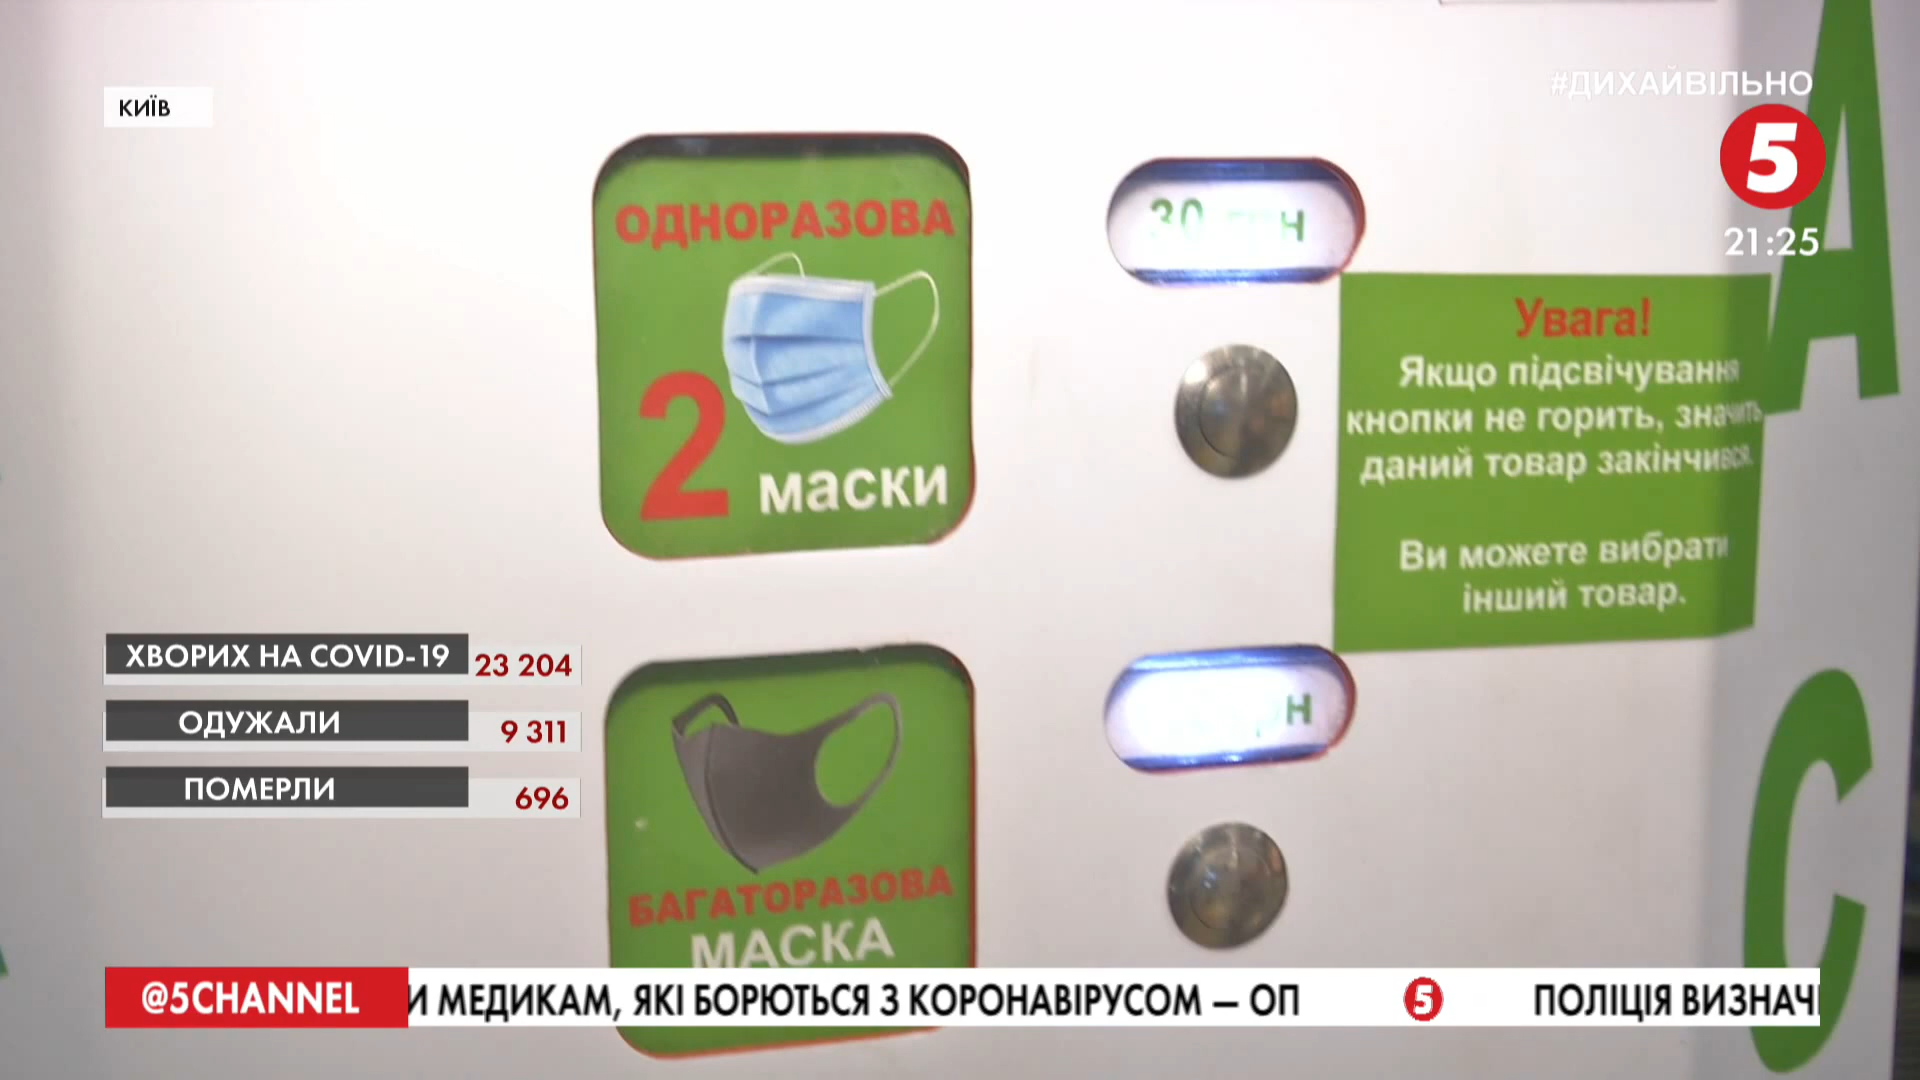 #ДИХАЙВІЛЬНО
КИЇВ
5
21:25
ОДНОРАЗОВА
2 маски
30 грн
Увага!
Якщо підсвічування
кнопки не горить, значить
даний товар закінчився.
Ви можете вибрати
інший товар.
А
С
ХВОРИХ НА COVID-19 23 204
ОДУЖАЛИ 9 311
ПОМЕРЛИ 696
БАГАТОРАЗОВА
МАСКА
@5CHANNEL
И МЕДИКАМ, ЯКІ БОРЮТЬСЯ З КОРОНАВІРУСОМ — ОП 5 ПОЛІЦІЯ